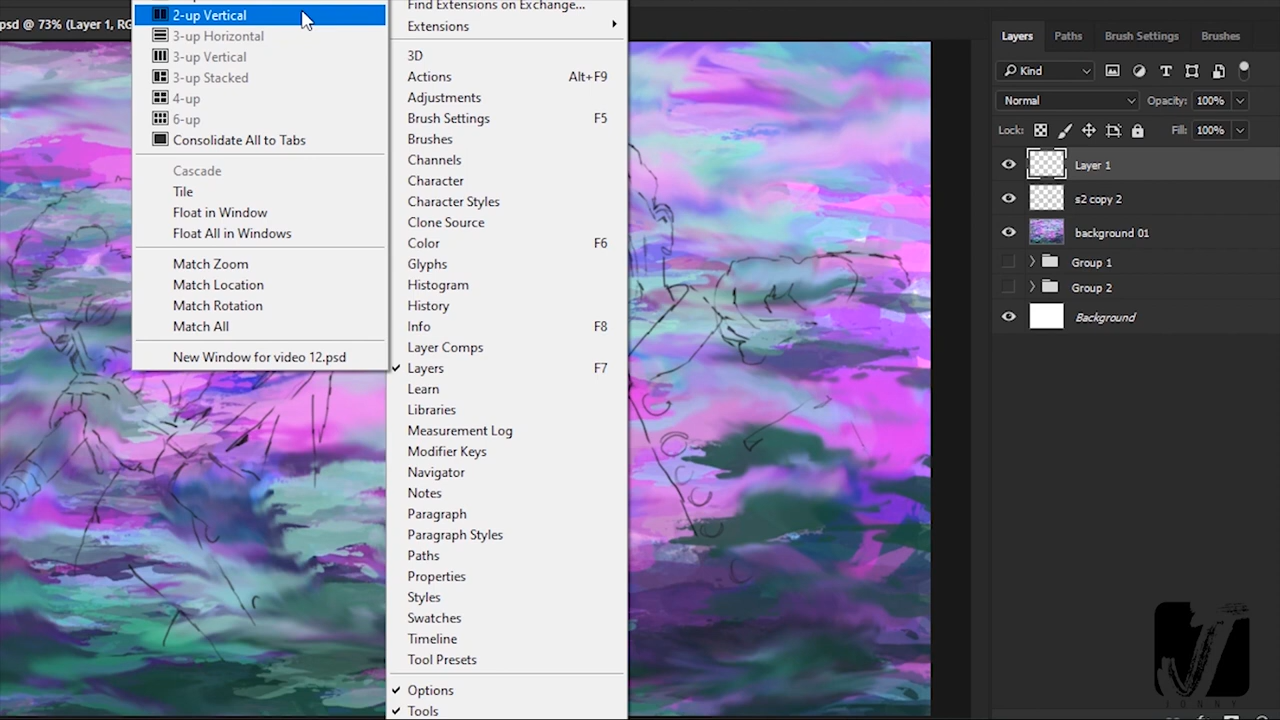 psd @ 73% (Layer 1, RG
2-up Vertical
3-up Horizontal
3-up Vertical
3-up Stacked
4-up
6-up
Consolidate All to Tabs
Cascade
Tile
Float in Window
Float All in Windows
Match Zoom
Match Location
Match Rotation
Match All
New Window for video 12.psd
Find Extensions on Exchange...
Extensions
3D
Actions Alt+F9
Adjustments
Brush Settings F5
Brushes
Channels
Character
Character Styles
Clone Source
Color F6
Glyphs
Histogram
History
Info F8
Layer Comps
Layers F7
Learn
Libraries
Measurement Log
Modifier Keys
Navigator
Notes
Paragraph
Paragraph Styles
Paths
Properties
Styles
Swatches
Timeline
Tool Presets
Options
Tools
Layers Paths Brush Settings Brushes
Kind
Normal Opacity: 100%
Lock: Fill: 100%
Layer 1
s2 copy 2
background 01
Group 1
Group 2
Background
J
JONNY